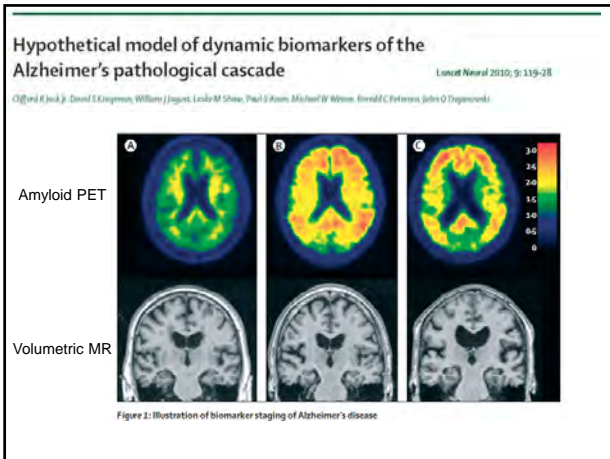 Hypothetical model of dynamic biomarkers of the
Alzheimer's pathological cascade
Lancet Neurol 2010; 9: 119–28
Clifford R Jack Jr, David S Knopman, William J Jagust, Leslie M Shaw, Paul S Aisen, Michael W Weiner, Ronald C Petersen, John Q Trojanowski
A B C
Amyloid PET
3·0
2·5
2·0
1·5
1·0
0·5
0
Volumetric MR
Figure 1: Illustration of biomarker staging of Alzheimer's disease